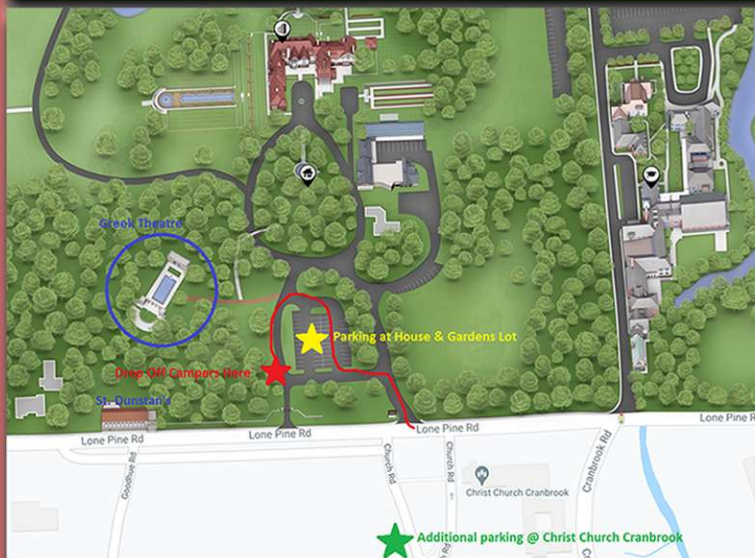 Greek Theatre
Parking at House & Gardens Lot
Drop Off Campers Here
St. Dunstan's
Lone Pine Rd
Lone Pine Rd
Lone Pine Rd
Lone Pine R
Goodhue Rd
Church Rd
Church Rd
Cranbrook Rd
Christ Church Cranbrook
Additional parking @ Christ Church Cranbrook